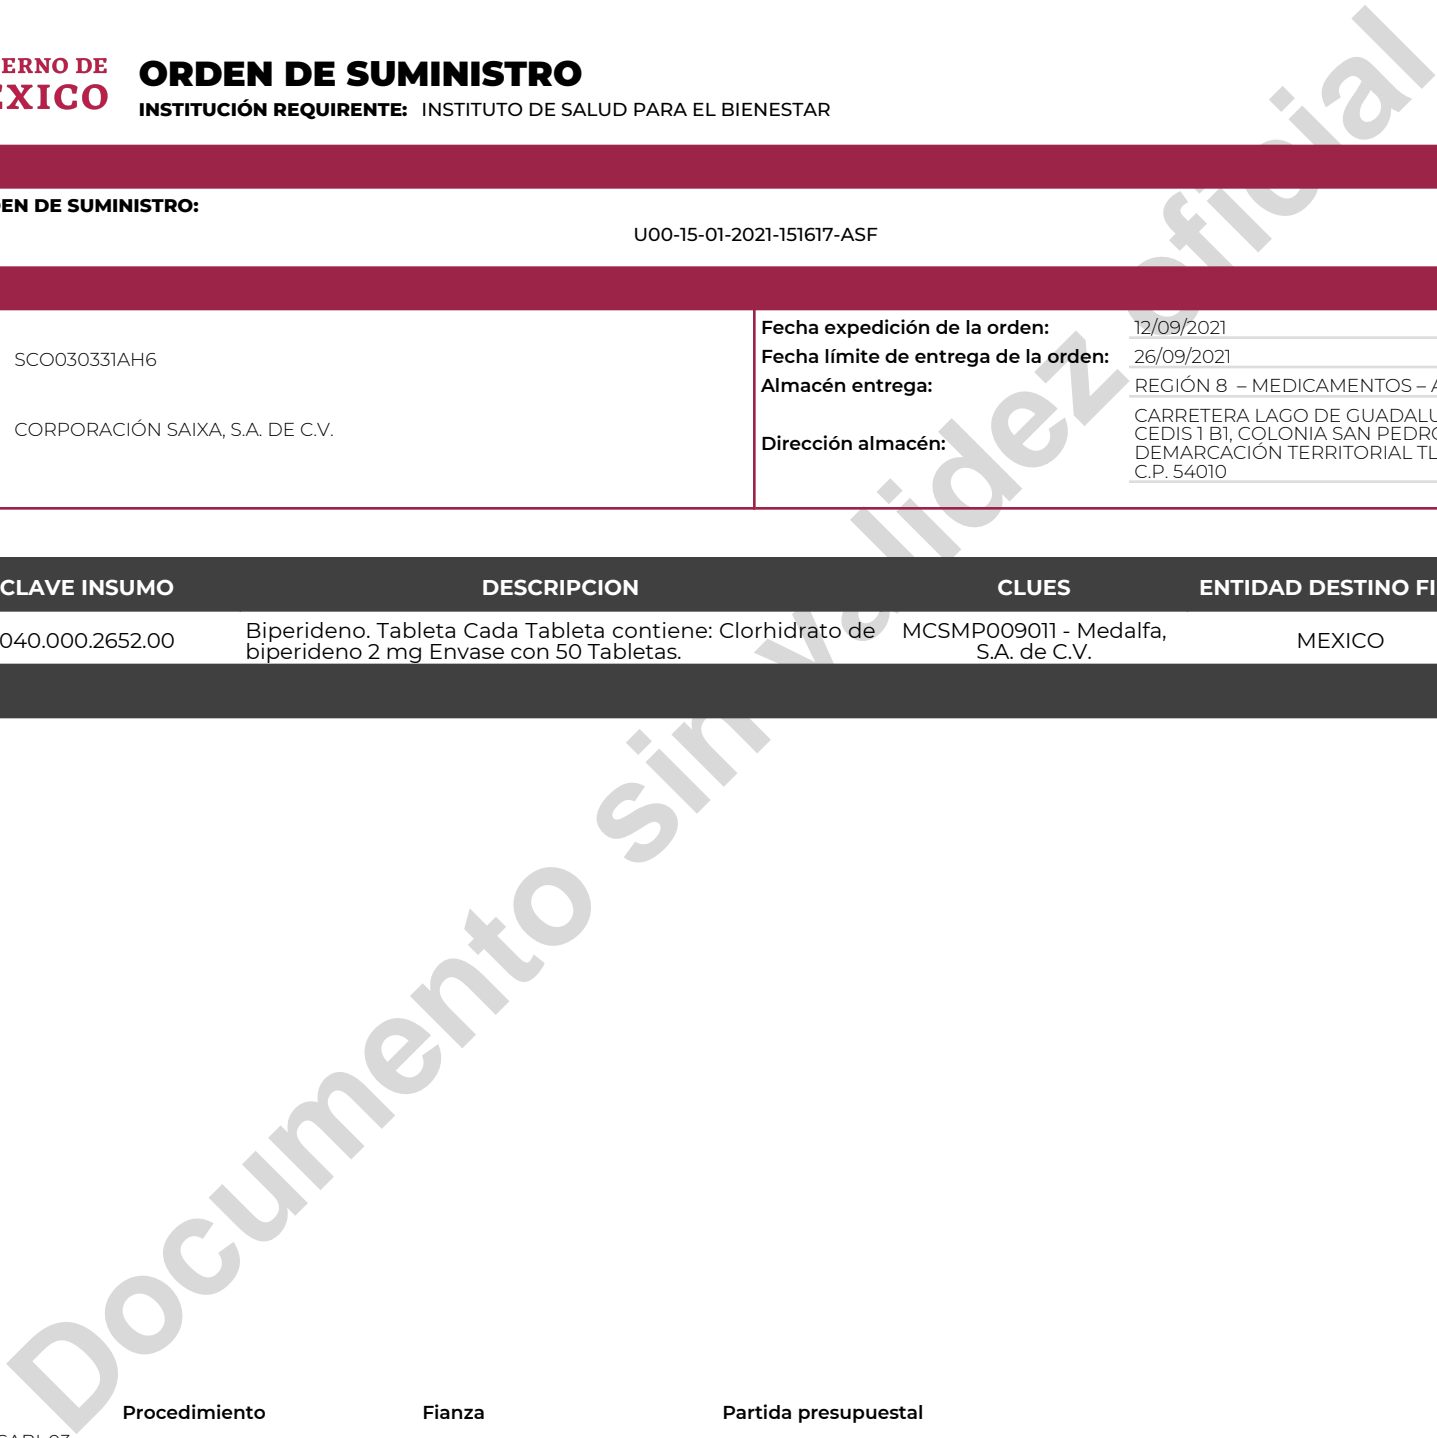 ERNO DE
EXICO
ORDEN DE SUMINISTRO
INSTITUCIÓN REQUIRENTE: INSTITUTO DE SALUD PARA EL BIENESTAR
EN DE SUMINISTRO:
U00-15-01-2021-151617-ASF
SCO030331AH6
CORPORACIÓN SAIXA, S.A. DE C.V.
Fecha expedición de la orden: 12/09/2021
Fecha límite de entrega de la orden: 26/09/2021
Almacén entrega: REGIÓN 8 – MEDICAMENTOS – A
Dirección almacén:
CARRETERA LAGO DE GUADALU
CEDIS 1 B1, COLONIA SAN PEDRO
DEMARCACIÓN TERRITORIAL TL
C.P. 54010
CLAVE INSUMO DESCRIPCION CLUES ENTIDAD DESTINO FI
040.000.2652.00
Biperideno. Tableta Cada Tableta contiene: Clorhidrato de
biperideno 2 mg Envase con 50 Tabletas.
MCSMP009011 - Medalfa,
S.A. de C.V.
MEXICO
Documento sin validez oficial
Procedimiento Fianza Partida presupuestal